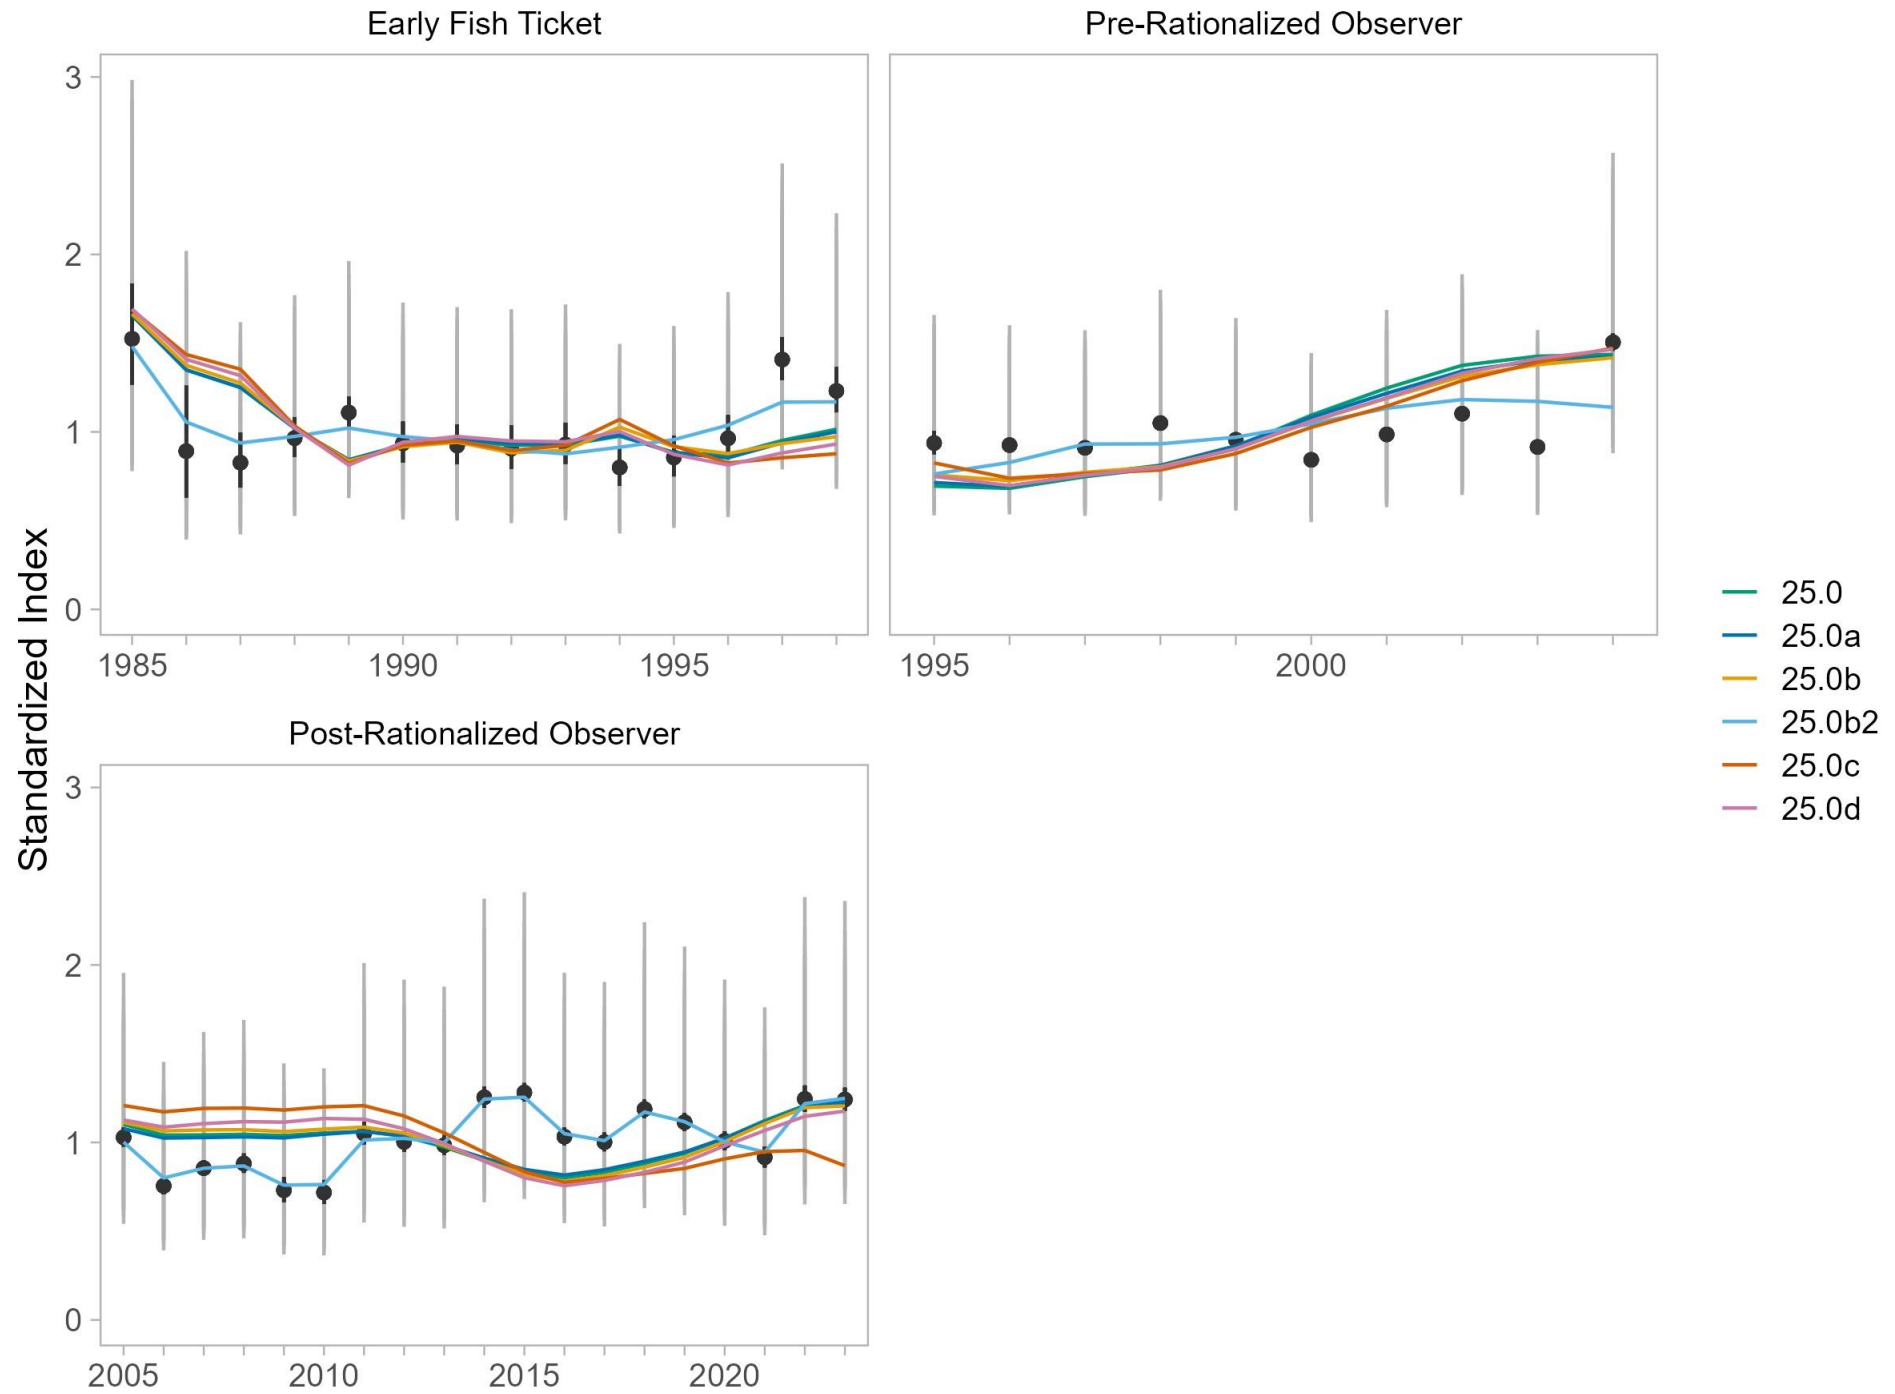 Early Fish Ticket
Pre-Rationalized Observer
3
2
1
0
1985 1990 1995
1995 2000
Standardized Index
Post-Rationalized Observer
3
2
1
0
2005 2010 2015 2020
25.0
25.0a
25.0b
25.0b2
25.0c
25.0d